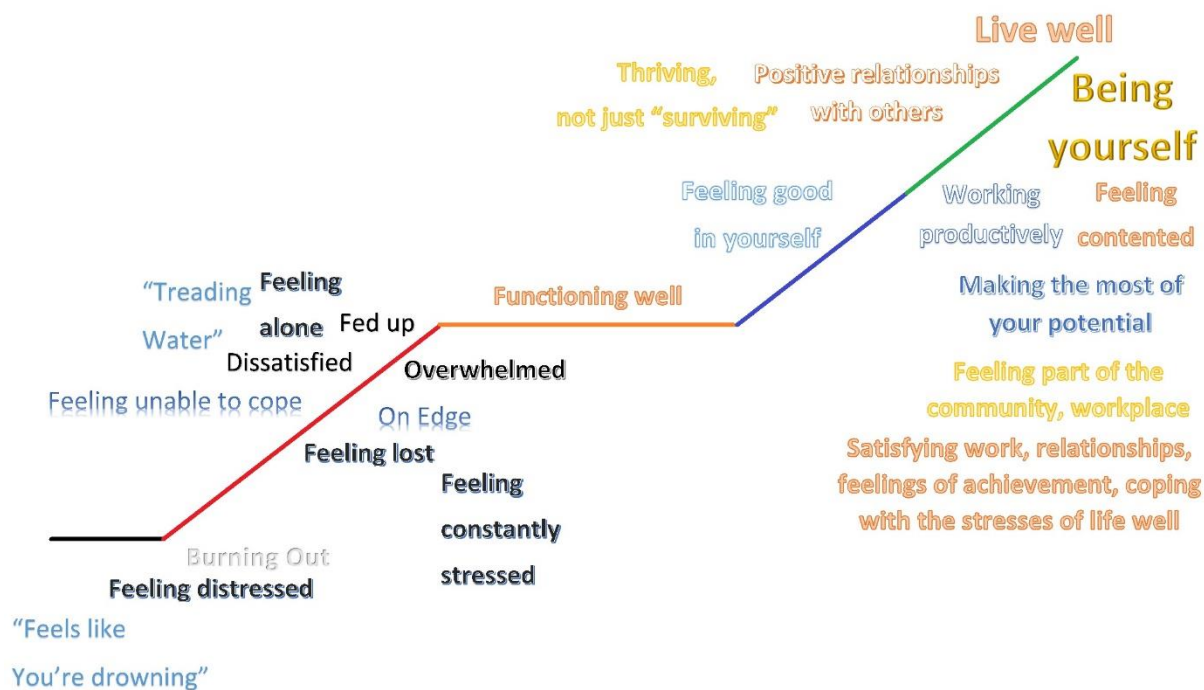 Live well
Thriving,
not just “surviving”
Positive relationships
with others
Being
yourself
Feeling good
in yourself
Working
productively
Feeling
contented
“Treading
Water”
Feeling
alone
Fed up
Dissatisfied
Functioning well
Making the most of
your potential
Overwhelmed
Feeling unable to cope
On Edge
Feeling lost
Feeling part of the
community, workplace
Satisfying work, relationships,
feelings of achievement, coping
with the stresses of life well
Feeling
constantly
stressed
Burning Out
Feeling distressed
“Feels like
You’re drowning”